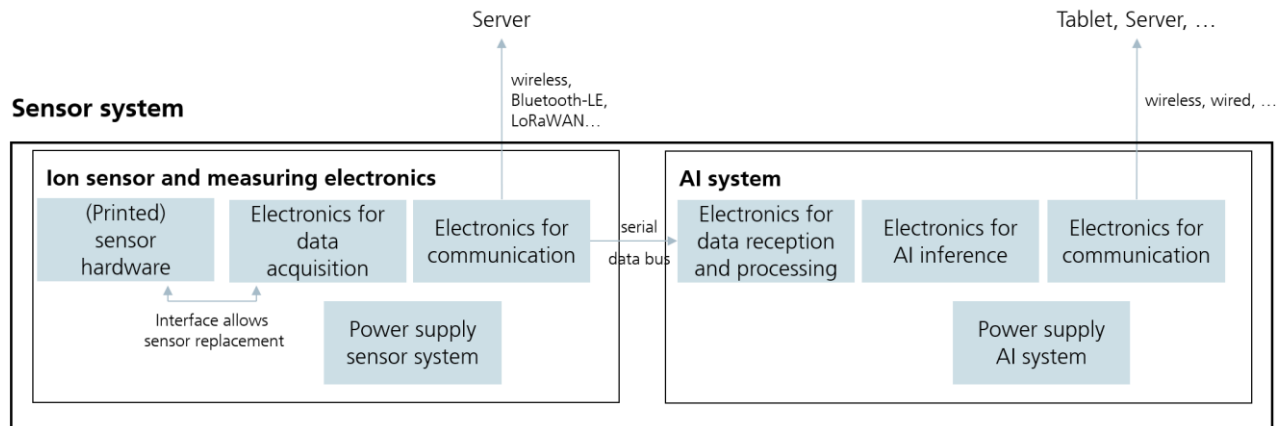 Server
Tablet, Server, …
wireless,
Bluetooth-LE,
LoRaWAN…
wireless, wired, …
Sensor system
Ion sensor and measuring electronics
(Printed)
sensor
hardware
Electronics for
data
acquisition
Electronics for
communication
Interface allows
sensor replacement
Power supply
sensor system
serial
data bus
AI system
Electronics for
data reception
and processing
Electronics for
AI inference
Electronics for
communication
Power supply
AI system